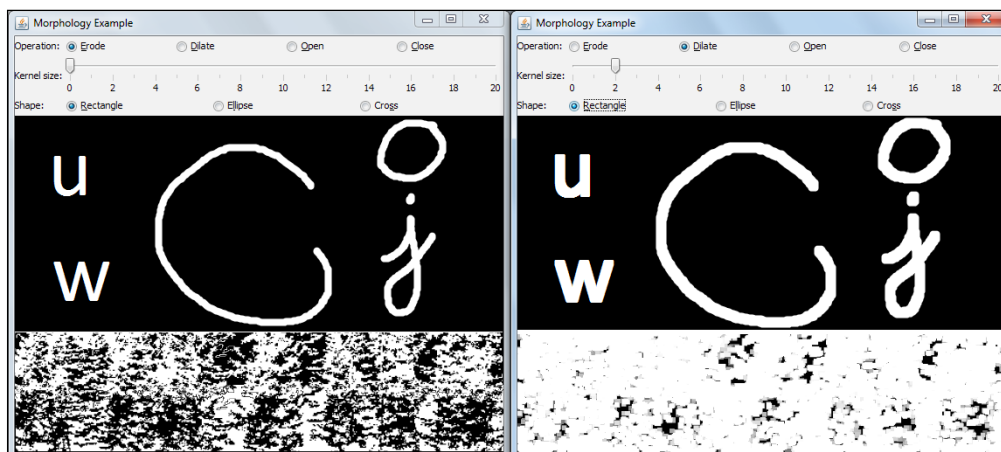 Morphology Example
Operation: Erode Dilate Open Close
Kernel size:
0 2 4 6 8 10 12 14 16 18 20
Shape: Rectangle Ellipse Cross
u
w
Morphology Example
Operation: Erode Dilate Open Close
Kernel size:
0 2 4 6 8 10 12 14 16 18 20
Shape: Rectangle Ellipse Cross
u
w